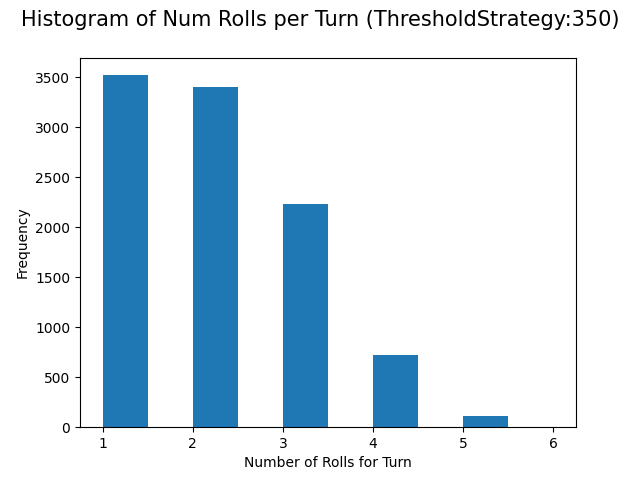 Histogram of Num Rolls per Turn (ThresholdStrategy:350)
3500
3000
2500
2000
1500
1000
500
0
Frequency
1 2 3 4 5 6
Number of Rolls for Turn